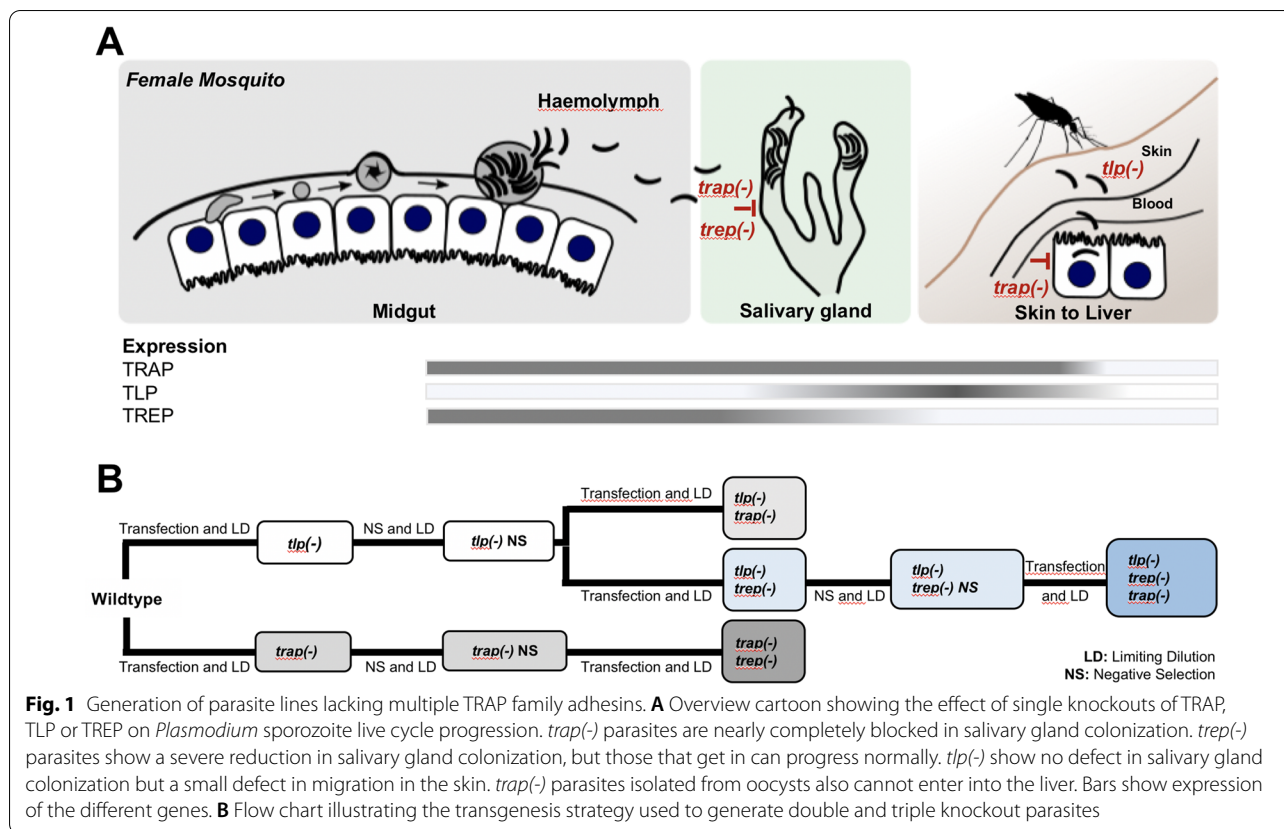 A
Female Mosquito
Haemolymph
Midgut
trap(-)
trep(-)
Salivary gland
Skin
tlp(-)
Blood
trap(-)
Skin to Liver
Expression
TRAP
TLP
TREP
B
Wildtype
Transfection and LD
tlp(-)
NS and LD
tlp(-) NS
Transfection and LD
tlp(-)
trap(-)
Transfection and LD
tlp(-)
trep(-)
NS and LD
tlp(-)
trep(-) NS
Transfection
and LD
tlp(-)
trep(-)
trap(-)
Transfection and LD
trap(-)
NS and LD
trap(-) NS
Transfection and LD
trap(-)
trep(-)
LD: Limiting Dilution
NS: Negative Selection
Fig. 1 Generation of parasite lines lacking multiple TRAP family adhesins. A Overview cartoon showing the effect of single knockouts of TRAP,
TLP or TREP on Plasmodium sporozoite live cycle progression. trap(-) parasites are nearly completely blocked in salivary gland colonization. trep(-)
parasites show a severe reduction in salivary gland colonization, but those that get in can progress normally. tlp(-) show no defect in salivary gland
colonization but a small defect in migration in the skin. trap(-) parasites isolated from oocysts also cannot enter into the liver. Bars show expression
of the different genes. B Flow chart illustrating the transgenesis strategy used to generate double and triple knockout parasites